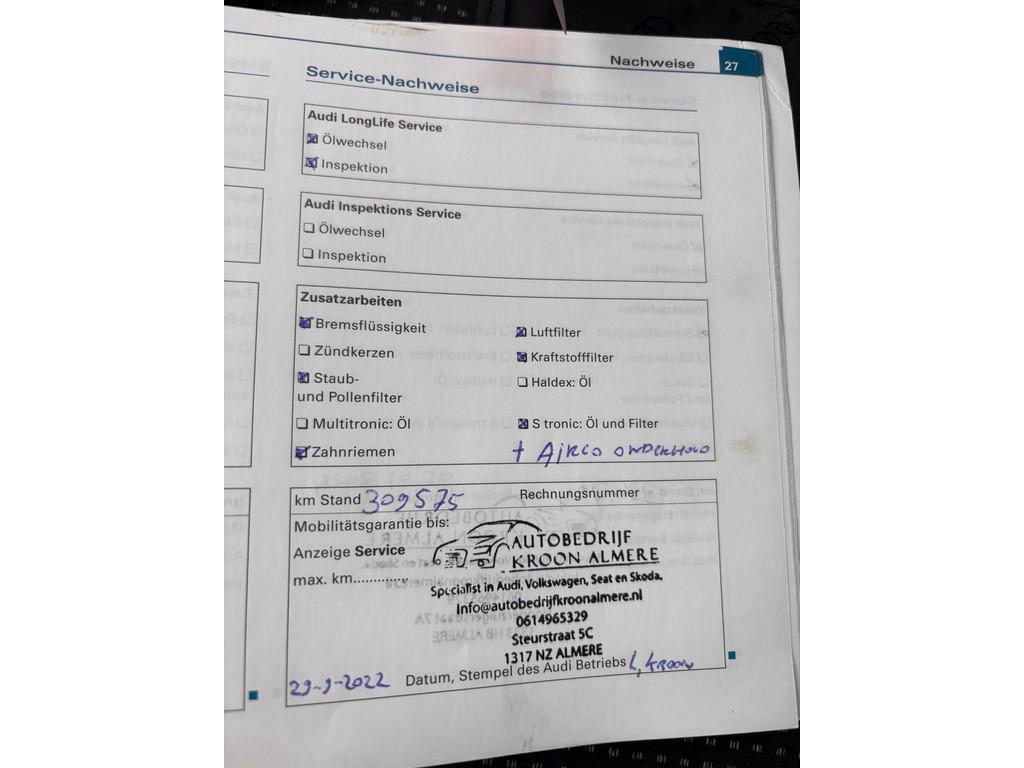 Nachweise 27
Service-Nachweise
Audi LongLife Service
Ölwechsel
Inspektion
Audi Inspektions Service
Ölwechsel
Inspektion
Zusatzarbeiten
Bremsflüssigkeit
Luftfilter
Zündkerzen
Kraftstofffilter
Staub-
und Pollenfilter
Haldex: Öl
Multitronic: Öl
S tronic: Öl und Filter
Zahnriemen
+ AiRCO ONDERHOUD
km Stand 309575
Rechnungsnummer
Mobilitätsgarantie bis:
Anzeige Service
max. km.............
AUTOBEDRIJF
KROON ALMERE
Specialist in Audi, Volkswagen, Seat en Skoda.
Info@autobedrijfkroonalmere.nl
0614965329
Steurstraat 5C
1317 NZ ALMERE
29-9-2022 Datum, Stempel des Audi Betriebs L, KROON